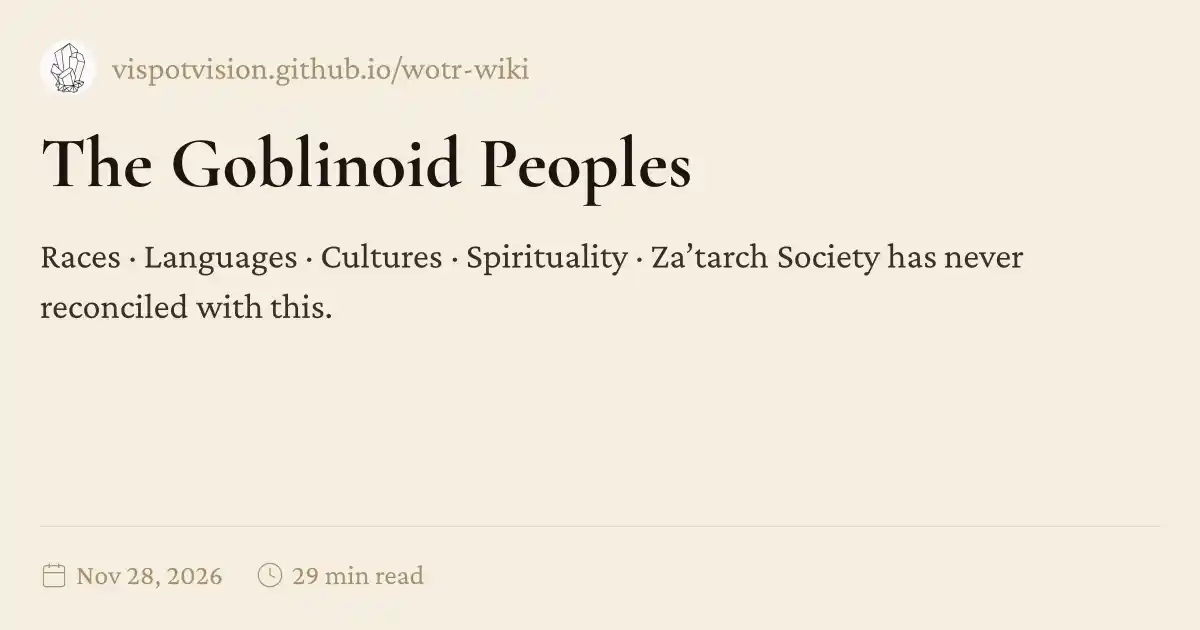 vispotvision.github.io/wotr-wiki
The Goblinoid Peoples
Races · Languages · Cultures · Spirituality · Za’tarch Society has never
reconciled with this.
Nov 28, 2026
29 min read